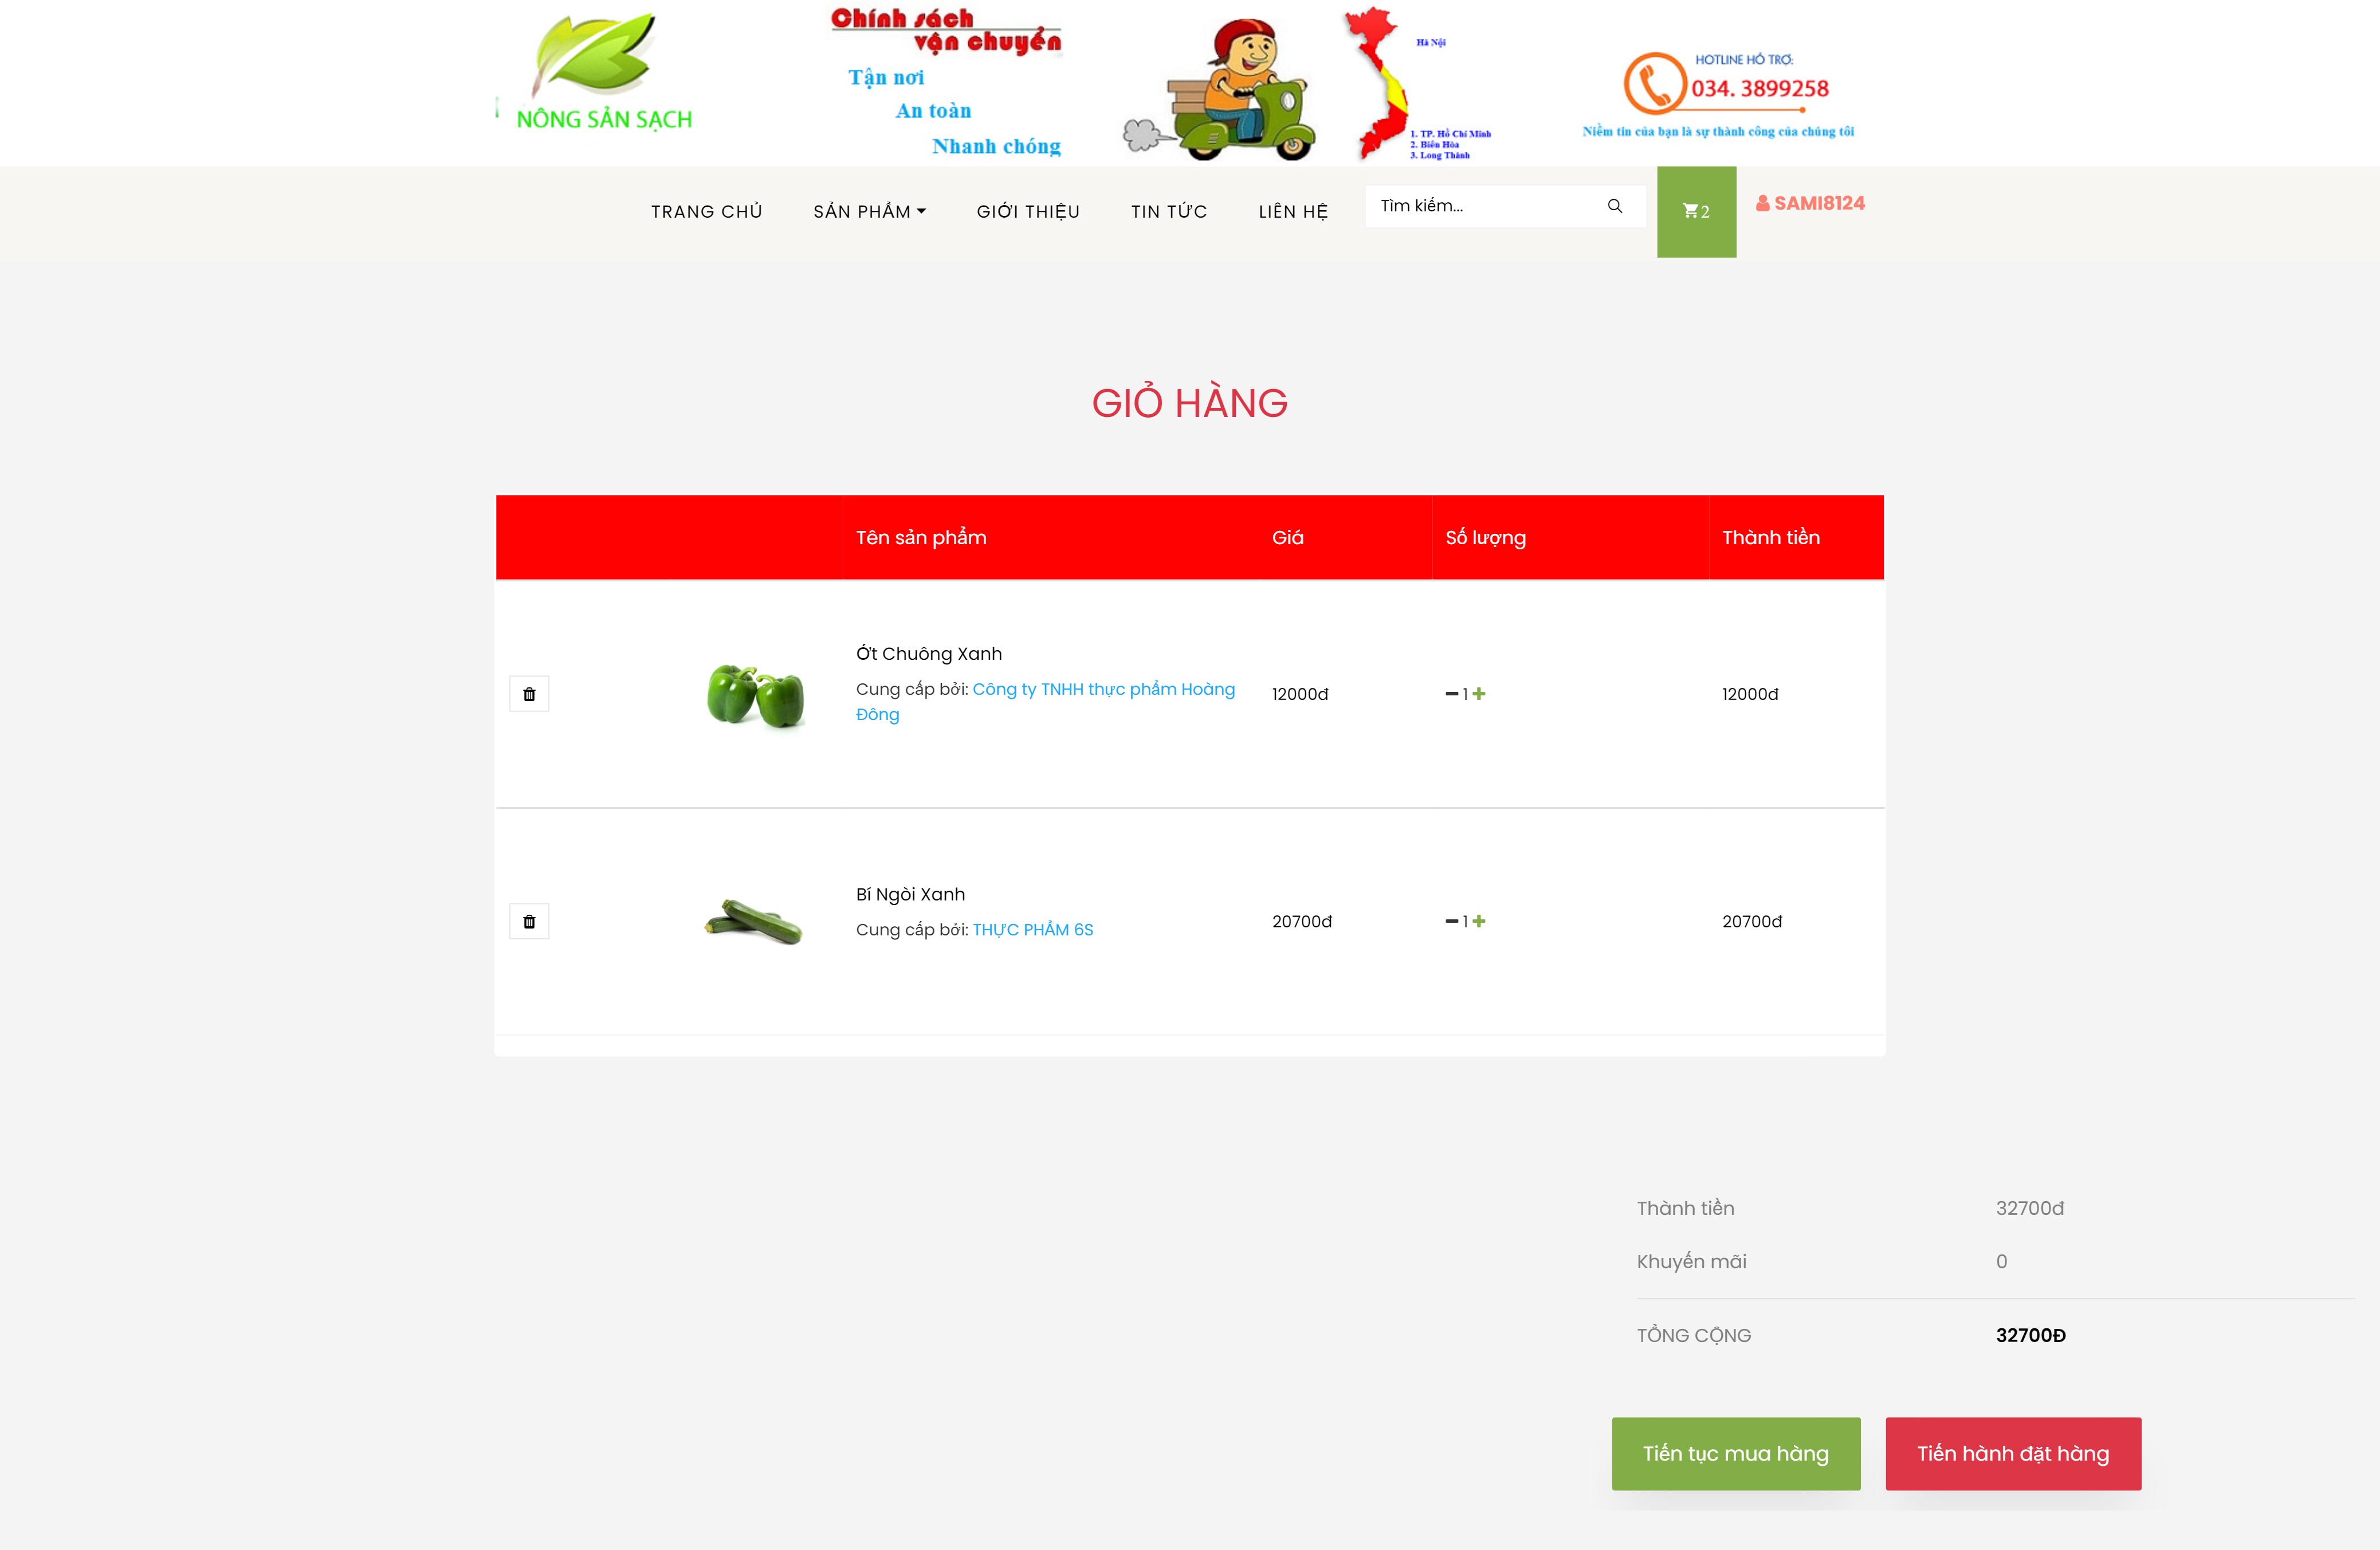 NÔNG SẢN SẠCH
Chính sách
vận chuyển
Tận nơi
An toàn
Nhanh chóng
Hà Nội
1. TP. Hồ Chí Minh
2. Biên Hòa
3. Long Thành
HOTLINE HỖ TRỢ:
034. 3899258
Niềm tin của bạn là sự thành công của chúng tôi
TRANG CHỦ SẢN PHẨM GIỚI THIỆU TIN TỨC LIÊN HỆ Tìm kiếm... 2 SAMI8124
GIỎ HÀNG
Tên sản phẩm Giá Số lượng Thành tiền
Ớt Chuông Xanh
Cung cấp bởi: Công ty TNHH thực phẩm Hoàng
Đông
12000đ 1 12000đ
Bí Ngòi Xanh
Cung cấp bởi: THỰC PHẨM 6S
20700đ 1 20700đ
Thành tiền 32700đ
Khuyến mãi 0
TỔNG CỘNG 32700Đ
Tiến tục mua hàng Tiến hành đặt hàng